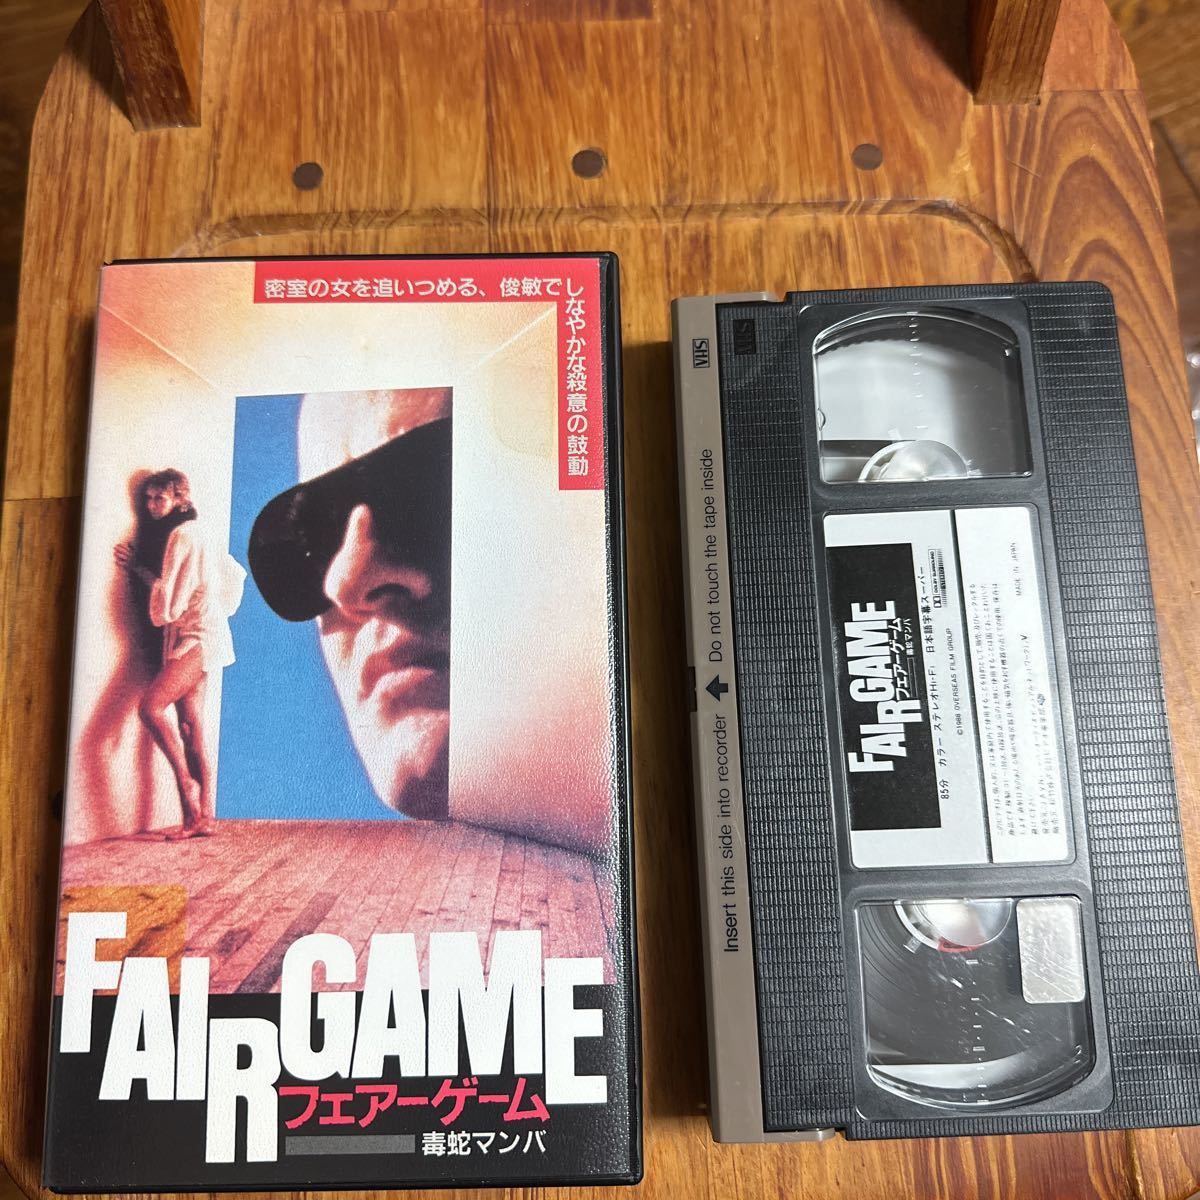 密室の女を追いつめる、俊敏でしなやかな殺意の鼓動
FAIR GAME
フェアーゲーム
毒蛇マンバ
VHS
VHS
Insert this side into recorder
Do not touch the tape inside
FAIR GAME
フェアーゲーム
毒蛇マンバ
85分 カラー ステレオHi-Fi 日本語字幕スーパー
DOLBY SURROUND
©1988 OVERSEAS FILM GROUP
MADE IN JAPAN